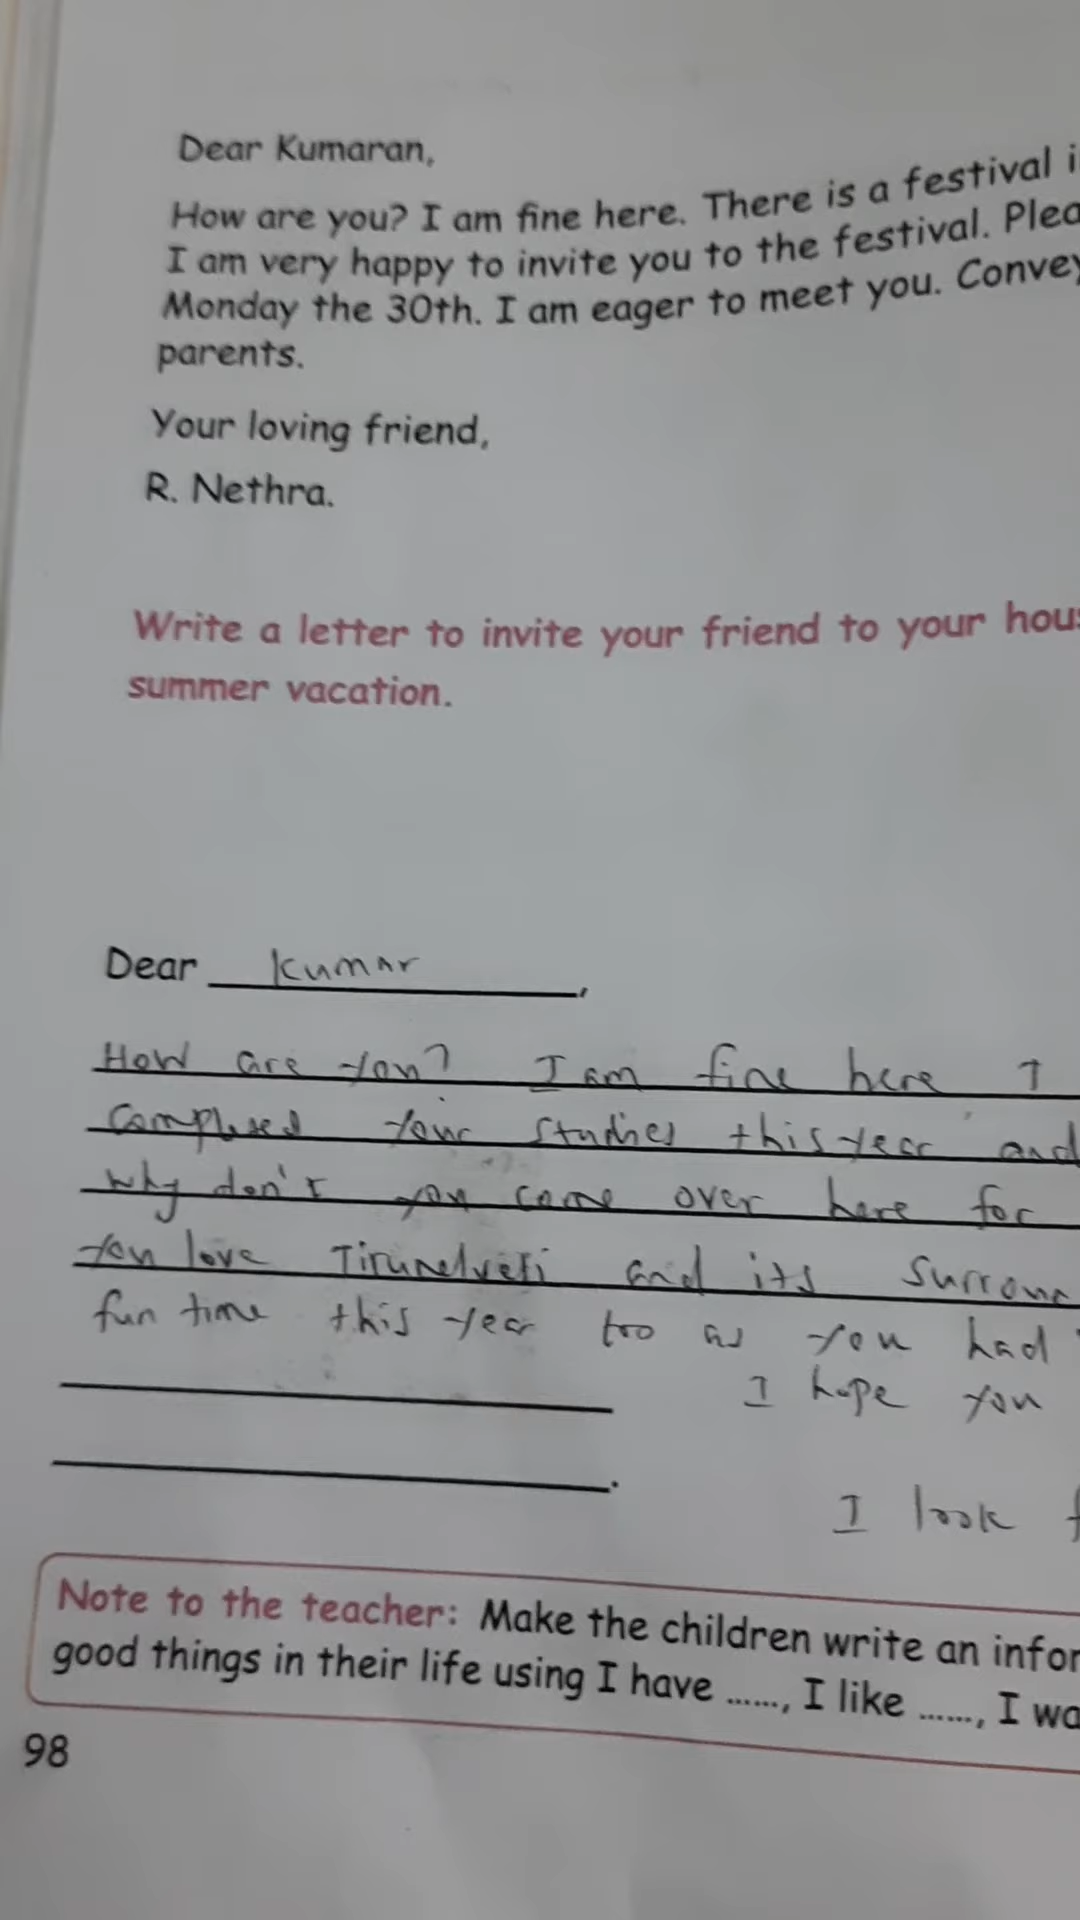 Dear Kumaran,
How are you? I am fine here. There is a festival i
I am very happy to invite you to the festival. Plea
Monday the 30th. I am eager to meet you. Convey
parents.
Your loving friend,
R. Nethra.
Write a letter to invite your friend to your hous
summer vacation.
Dear Kumar,
How are you? I am fine here I
your studies this year and
why don't you come over here for
you love Tirunelveli and its surroun
fun time this year too as you had
I hope you
I look f
Note to the teacher: Make the children write an infor
good things in their life using I have ......, I like ......, I wa
98